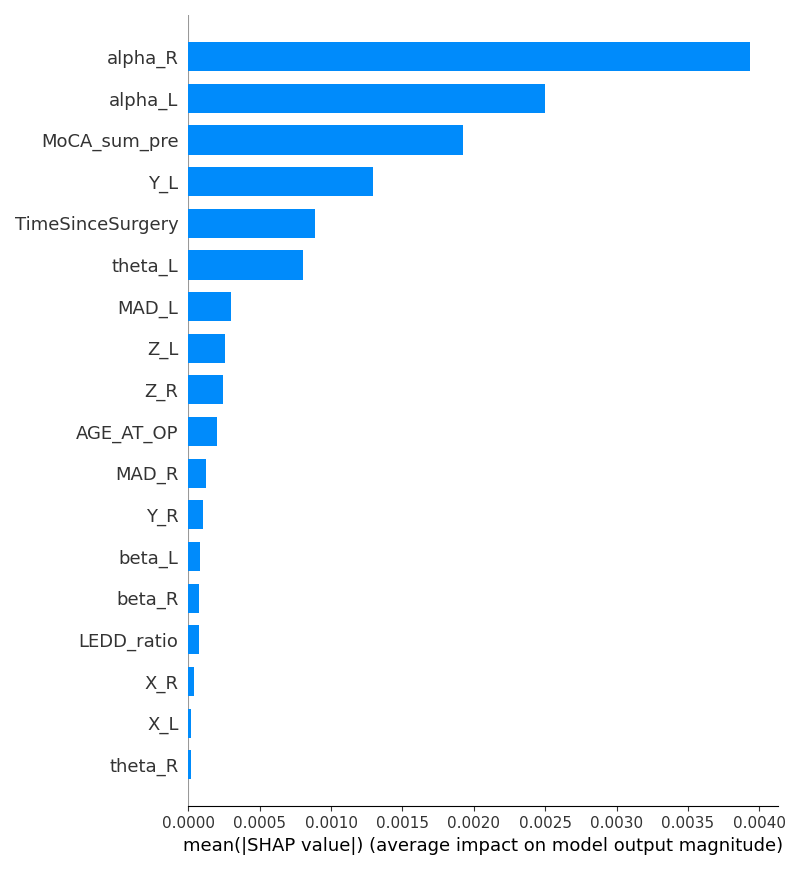 alpha_R
alpha_L
MoCA_sum_pre
Y_L
TimeSinceSurgery
theta_L
MAD_L
Z_L
Z_R
AGE_AT_OP
MAD_R
Y_R
beta_L
beta_R
LEDD_ratio
X_R
X_L
theta_R
0.0000 0.0005 0.0010 0.0015 0.0020 0.0025 0.0030 0.0035 0.0040
mean(|SHAP value|) (average impact on model output magnitude)